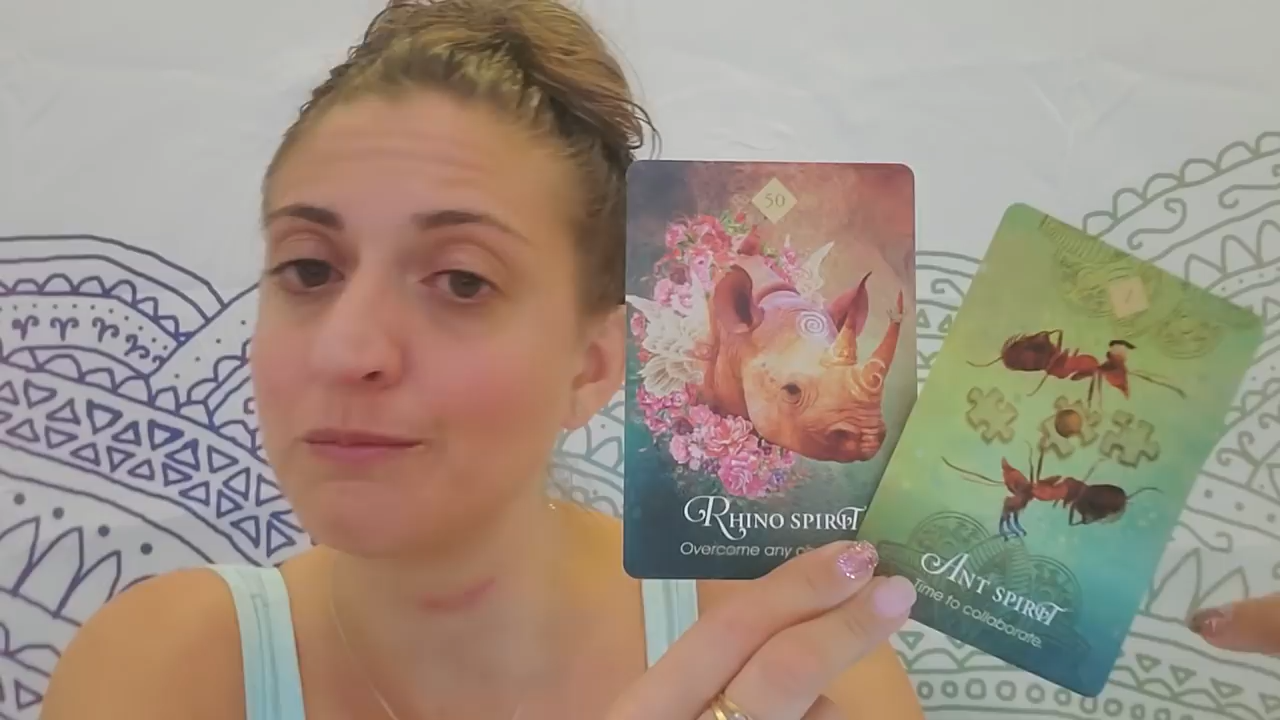 50
RHINO SPIRIT
Overcome any
ANT SPIRIT
Time to collaborate.